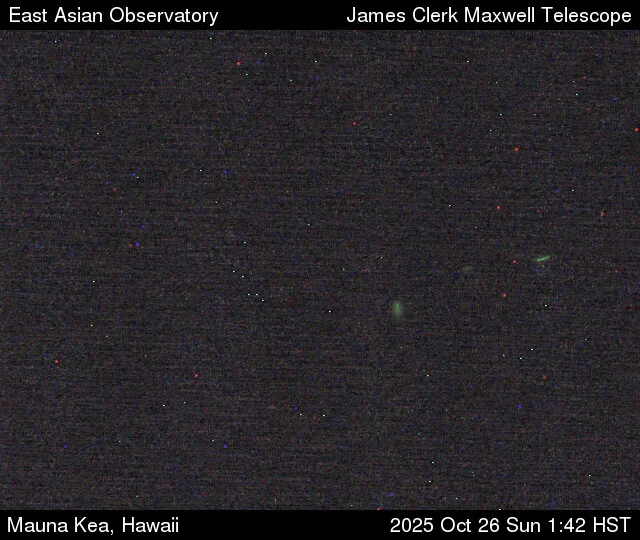 East Asian Observatory
James Clerk Maxwell Telescope
Mauna Kea, Hawaii
2025 Oct 26 Sun 1:42 HST